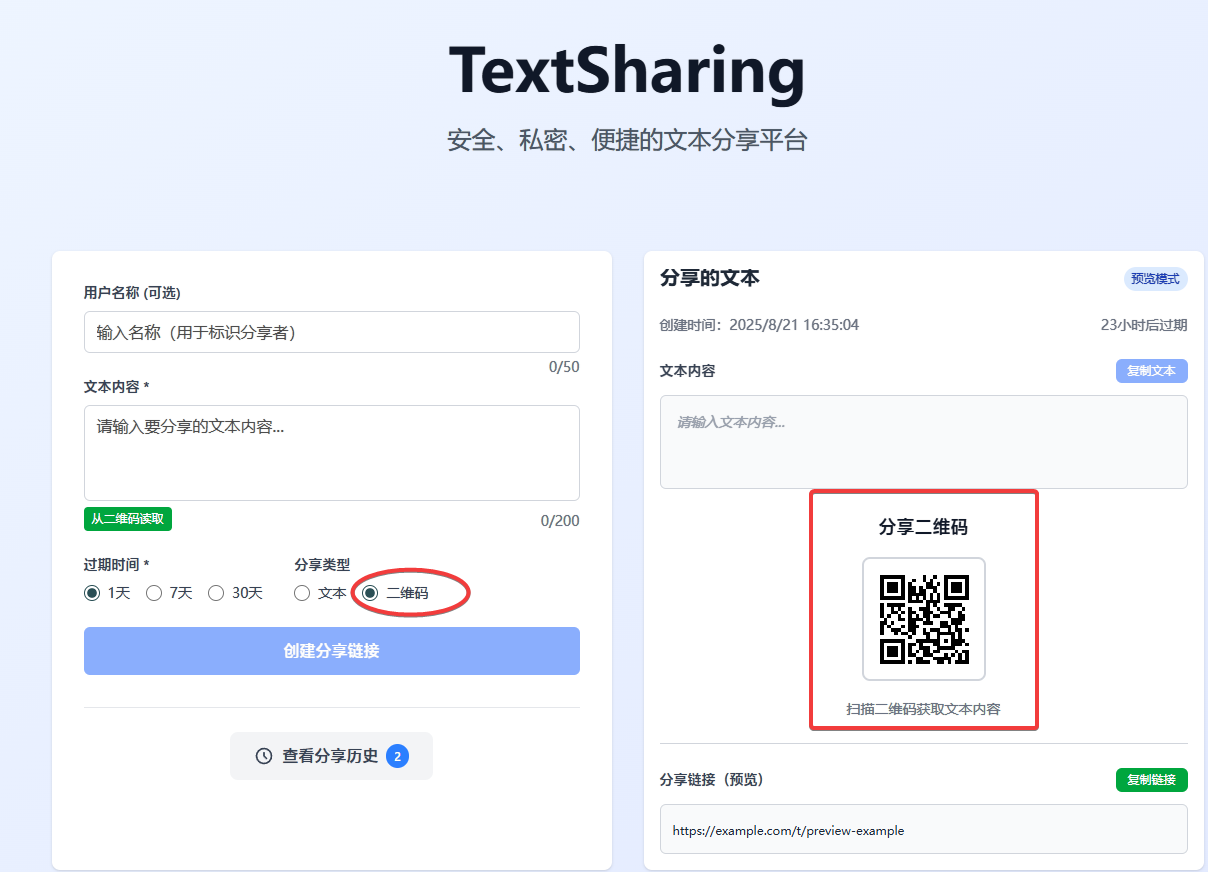 TextSharing
安全、私密、便捷的文本分享平台
用户名称 (可选)
输入名称（用于标识分享者）
0/50
文本内容 *
请输入要分享的文本内容...
从二维码读取
0/200
过期时间 *
分享类型
1天
7天
30天
文本
二维码
创建分享链接
查看分享历史
2
分享的文本
预览模式
创建时间：2025/8/21 16:35:04
23小时后过期
文本内容
复制文本
请输入文本内容...
分享二维码
扫描二维码获取文本内容
分享链接（预览）
复制链接
https://example.com/t/preview-example